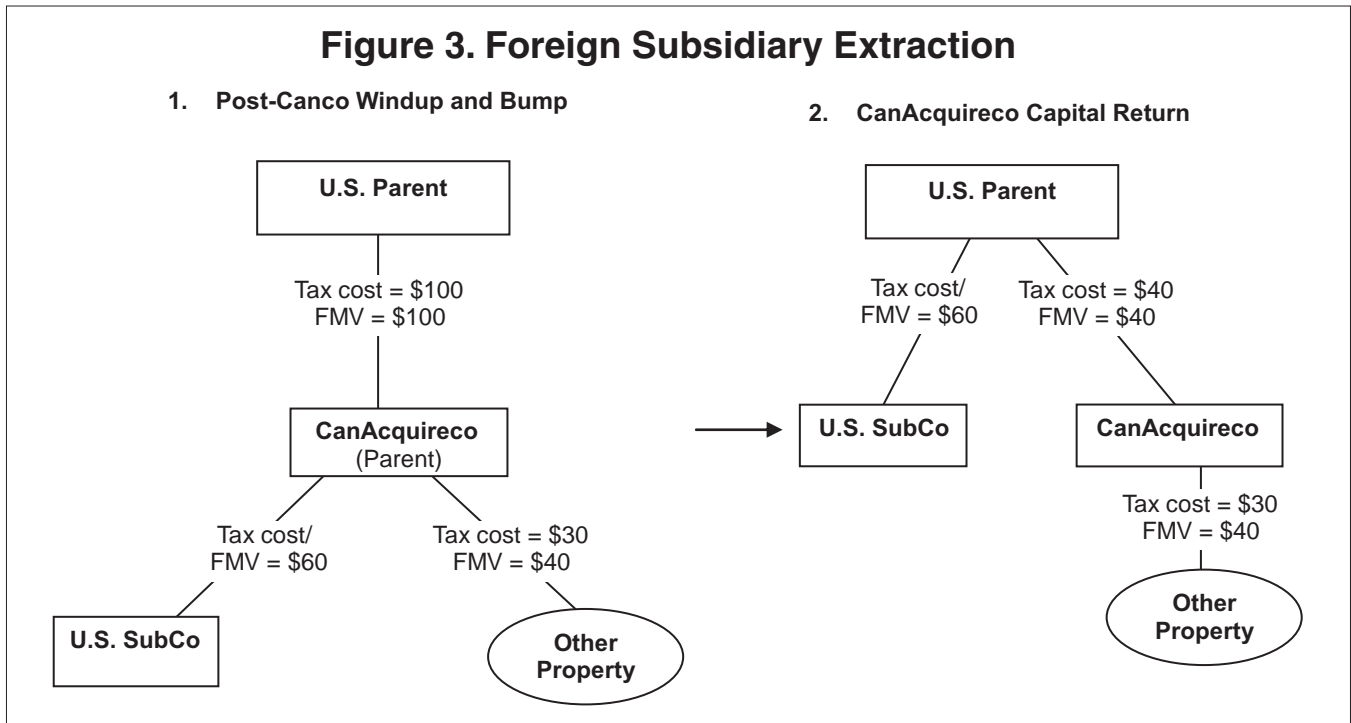 Figure 3. Foreign Subsidiary Extraction
1. Post-Canco Windup and Bump
U.S. Parent
Tax cost = $100
FMV = $100
CanAcquireco
(Parent)
Tax cost/
FMV = $60
Tax cost = $30
FMV = $40
U.S. SubCo
Other
Property
2. CanAcquireco Capital Return
U.S. Parent
Tax cost/
FMV = $60
Tax cost = $40
FMV = $40
U.S. SubCo
CanAcquireco
Tax cost = $30
FMV = $40
Other
Property